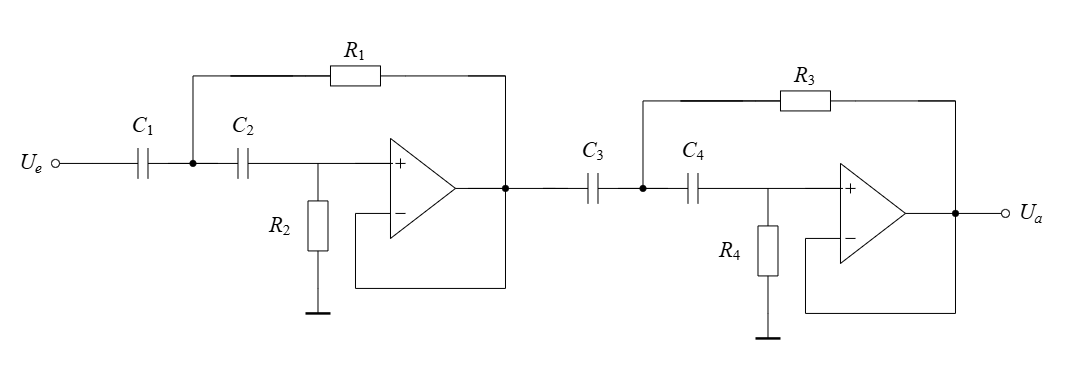 R1
R3
C1
C2
C3
C4
Ue
+
−
+
−
Ua
R2
R4